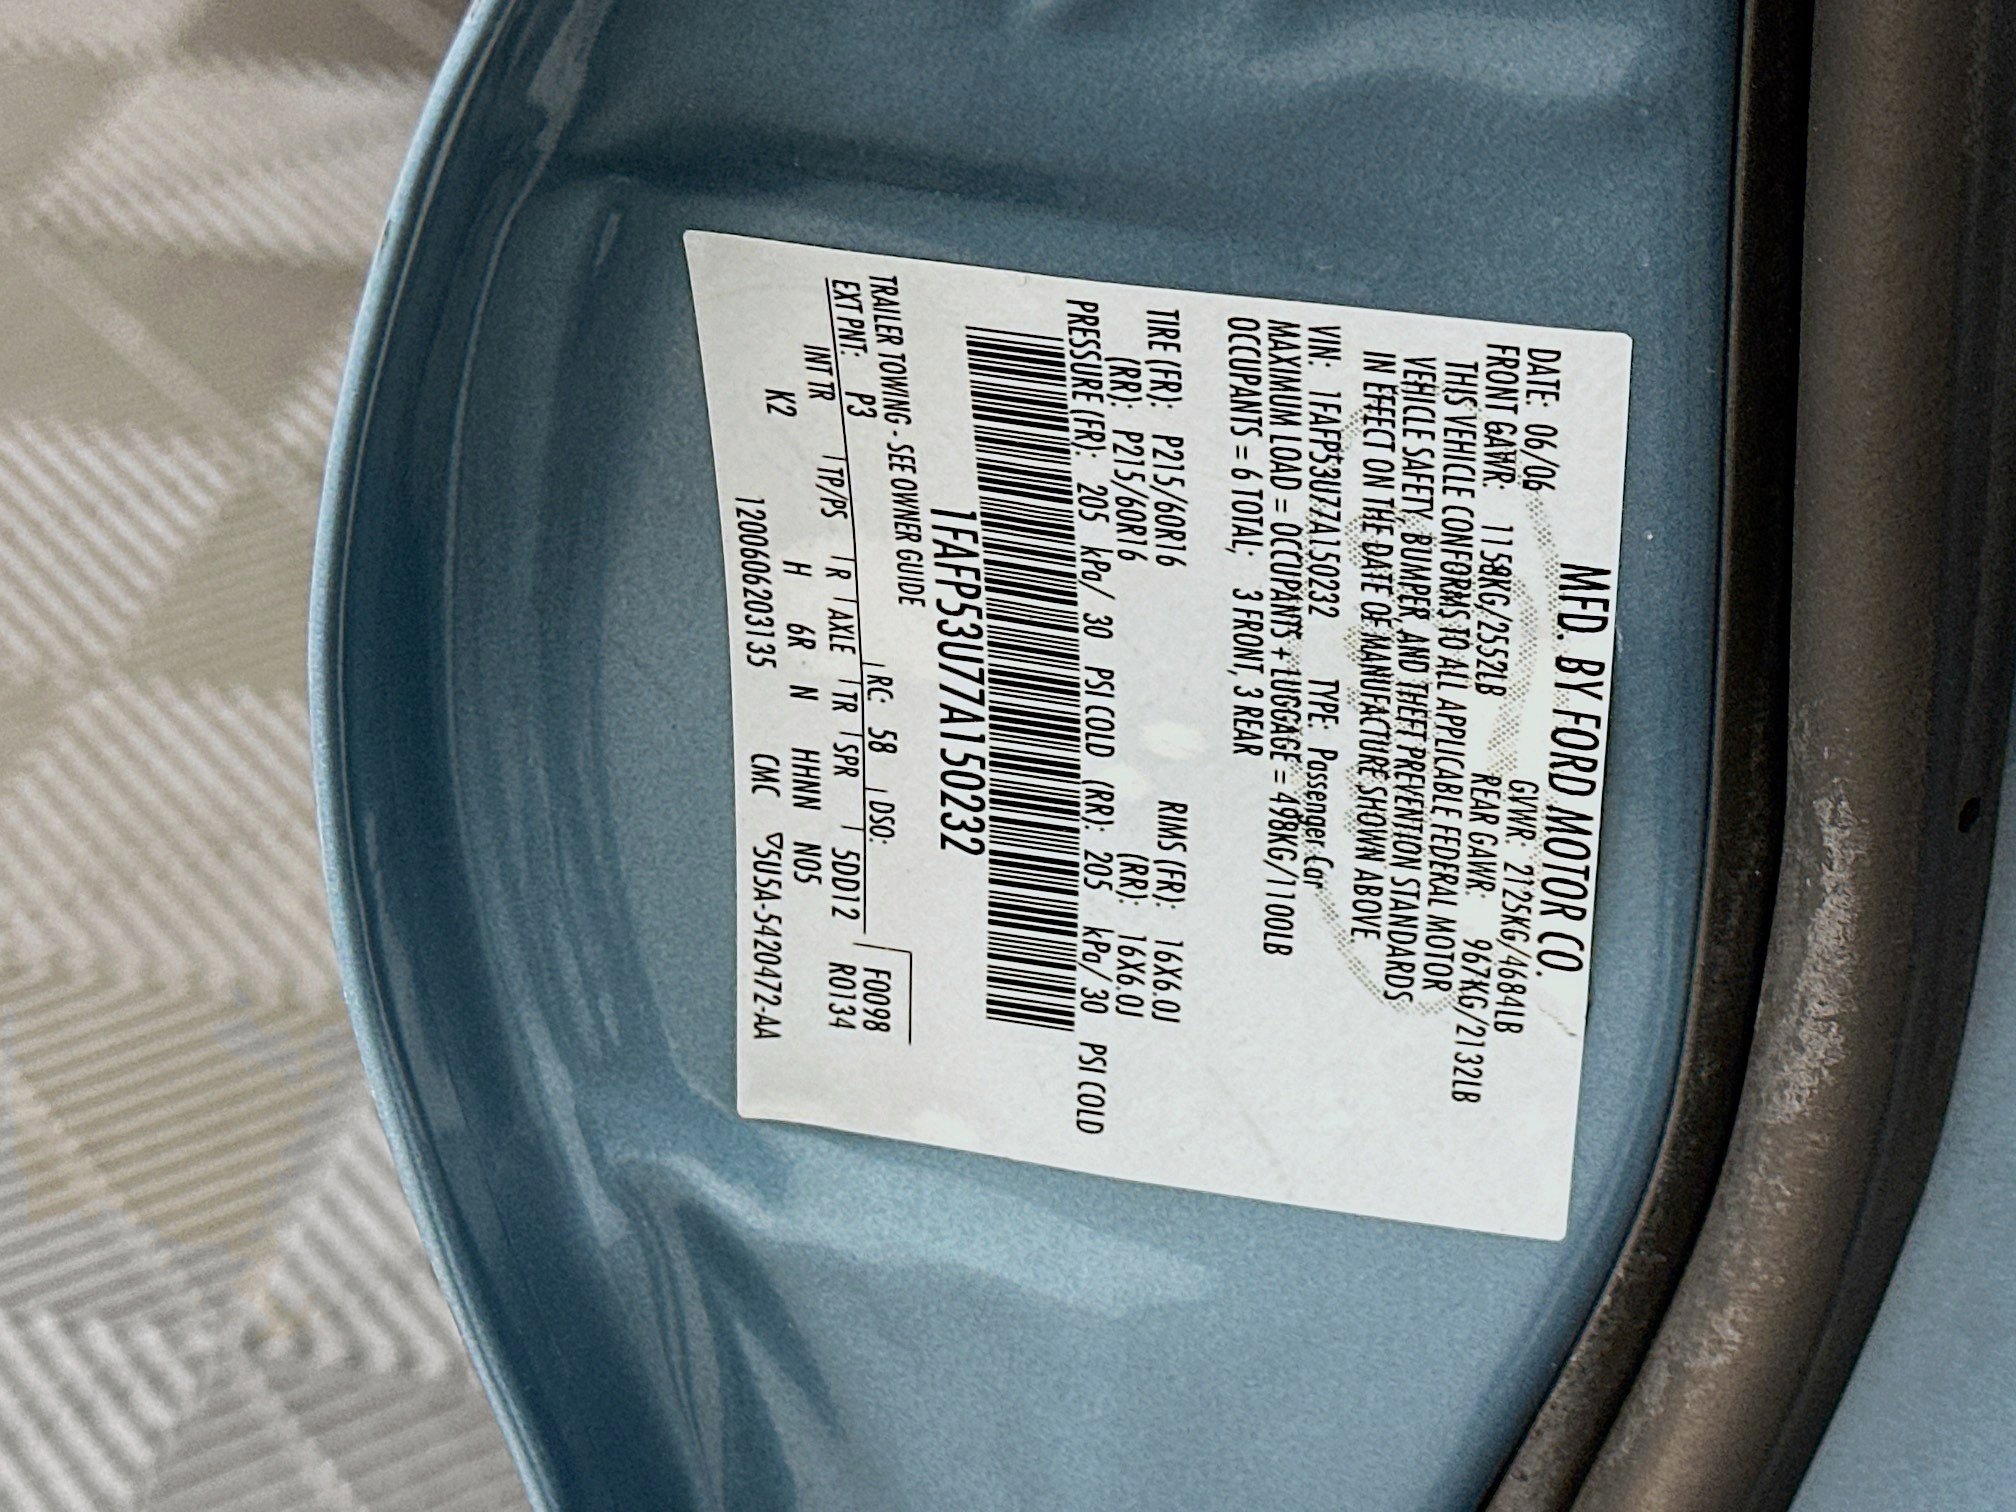 MFD. BY FORD MOTOR CO.
DATE: 06/06 GVWR: 2125KG/4684LB
FRONT GAWR: 1158KG/2552LB REAR GAWR: 967KG/2132LB
THIS VEHICLE CONFORMS TO ALL APPLICABLE FEDERAL MOTOR
VEHICLE SAFETY, BUMPER, AND THEFT PREVENTION STANDARDS
IN EFFECT ON THE DATE OF MANUFACTURE SHOWN ABOVE.
VIN: 1FAFP53U77A150232 TYPE: Passenger Car
MAXIMUM LOAD = OCCUPANTS + LUGGAGE = 498KG/1100LB
OCCUPANTS = 6 TOTAL; 3 FRONT, 3 REAR
TIRE (FR): P215/60R16 RIMS (FR): 16X6.0J
(RR): P215/60R16 (RR): 16X6.0J
PRESSURE (FR): 205 kPa/ 30 PSI COLD (RR): 205 kPa/ 30 PSI COLD
1FAFP53U77A150232
TRAILER TOWING - SEE OWNER GUIDE
F0098
EXT PNT: P3 RC: 58 DSO: R0134
INT TR TP/PS R AXLE TR SPR 5DD12
K2 H 6R N HHNN N05
1200606203135 CMC 5U5A-5420472-AA